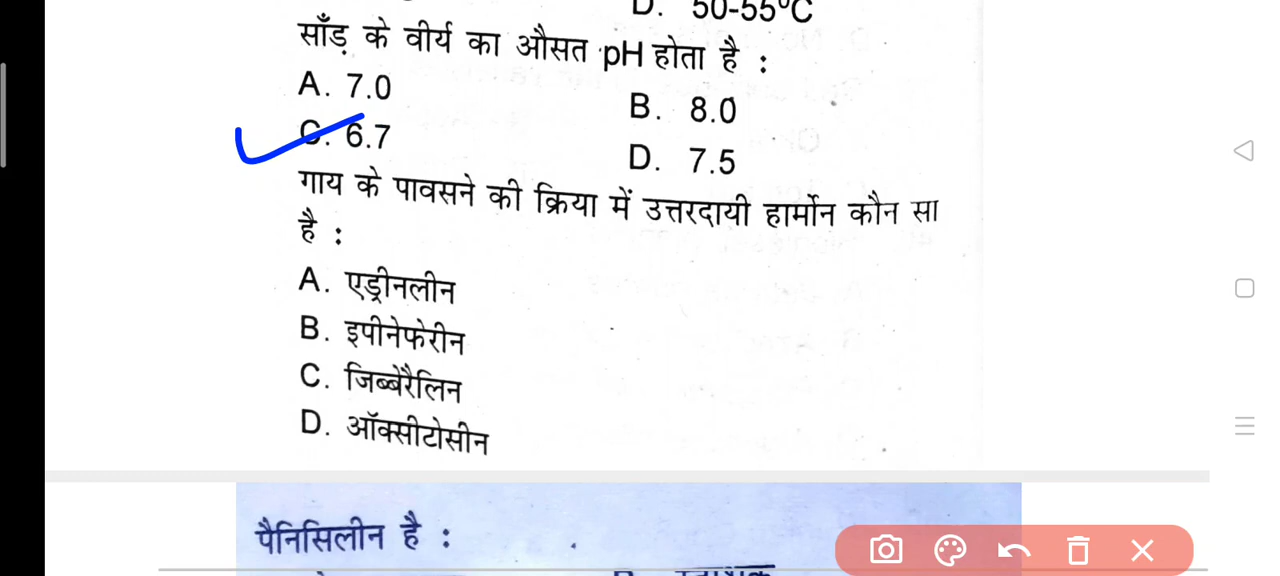 D. 50-55°C
साँड़ के वीर्य का औसत pH होता है :
A. 7.0
B. 8.0
C. 6.7
D. 7.5
गाय के पावसने की क्रिया में उत्तरदायी हार्मोन कौन सा
है :
A. एड्रीनलीन
B. इपीनेफेरीन
C. जिब्बेरैलिन
D. ऑक्सीटोसीन
पैनिसिलीन है :